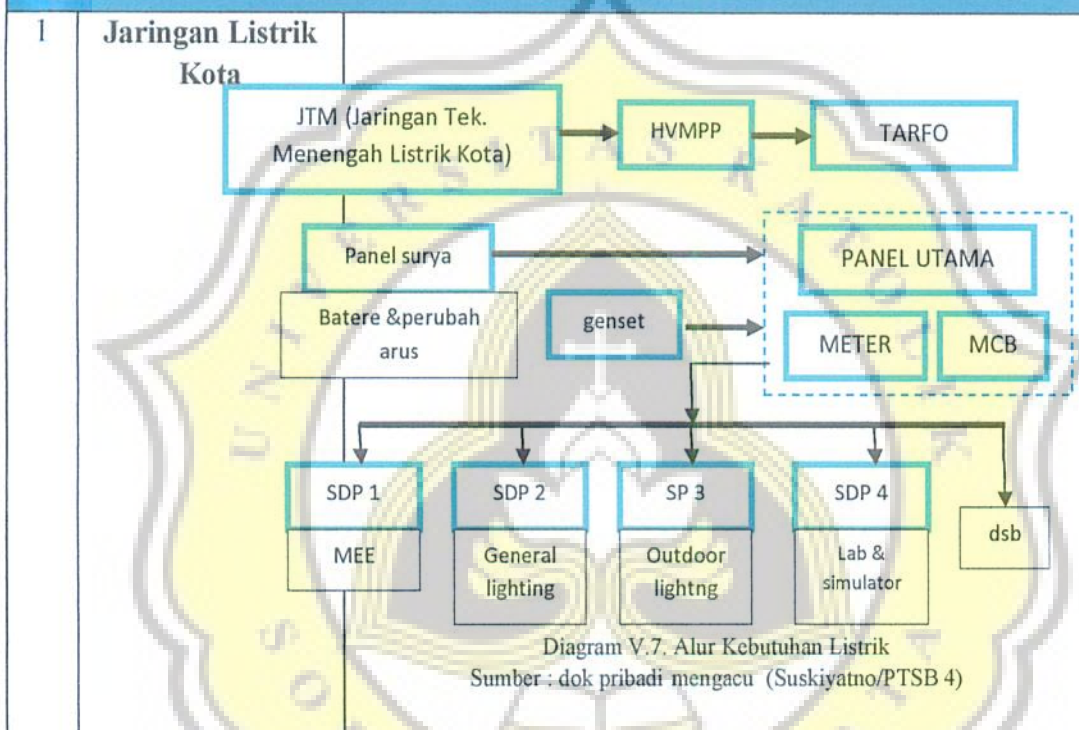 1
Jaringan Listrik
Kota
JTM (Jaringan Tek.
Menengah Listrik Kota)
HVMPP
TARFO
Panel surya
PANEL UTAMA
Batere &perubah
arus
genset
METER
MCB
SDP 1
SDP 2
SP 3
SDP 4
dsb
MEE
General
lighting
Outdoor
lightng
Lab &
simulator
Diagram V.7. Alur Kebutuhan Listrik
Sumber : dok pribadi mengacu (Suskiyatno/PTSB 4)
UNIVERSITAS KATOLIK